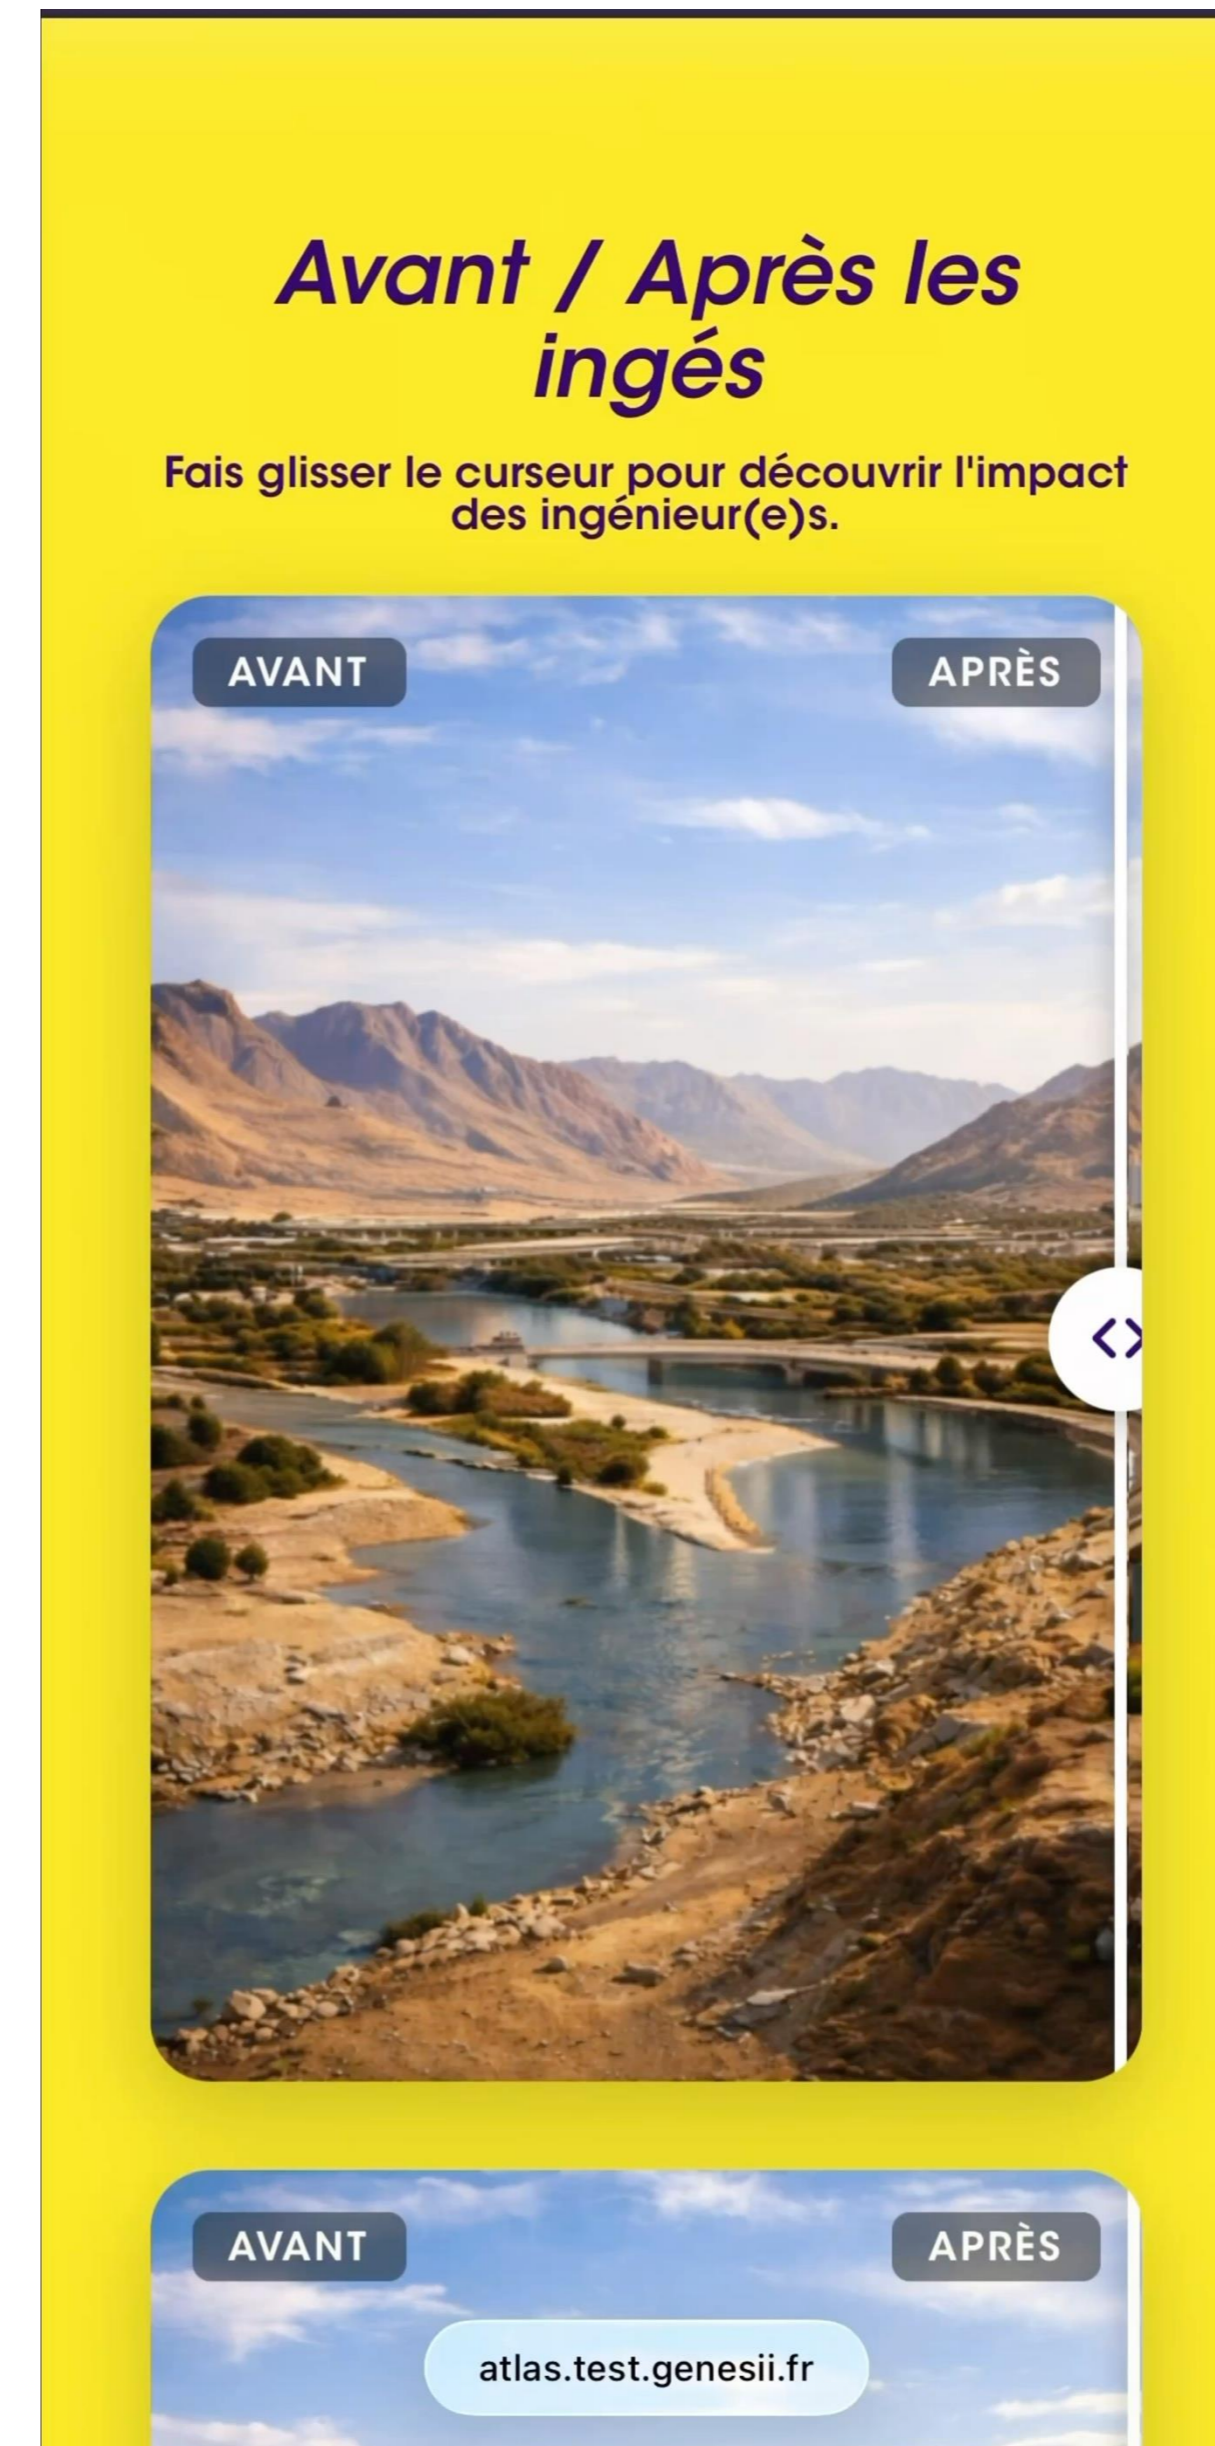 Avant / Après les
ingés
Fais glisser le curseur pour découvrir l'impact
des ingénieur(e)s.
AVANT
APRÈS
AVANT
APRÈS
atlas.test.genesii.fr